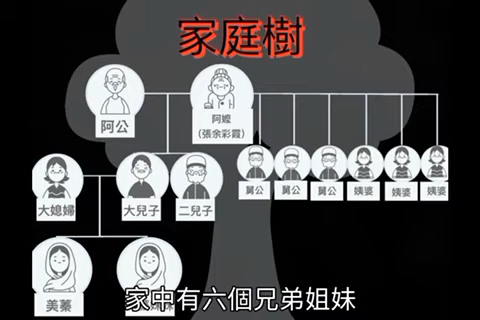 家庭樹
阿公
阿嬤
(張余彩霞)
舅公
舅公
舅公
姨婆
姨婆
姨婆
大媳婦
大兒子
二兒子
美蓁
家中有六個兄弟姐妹